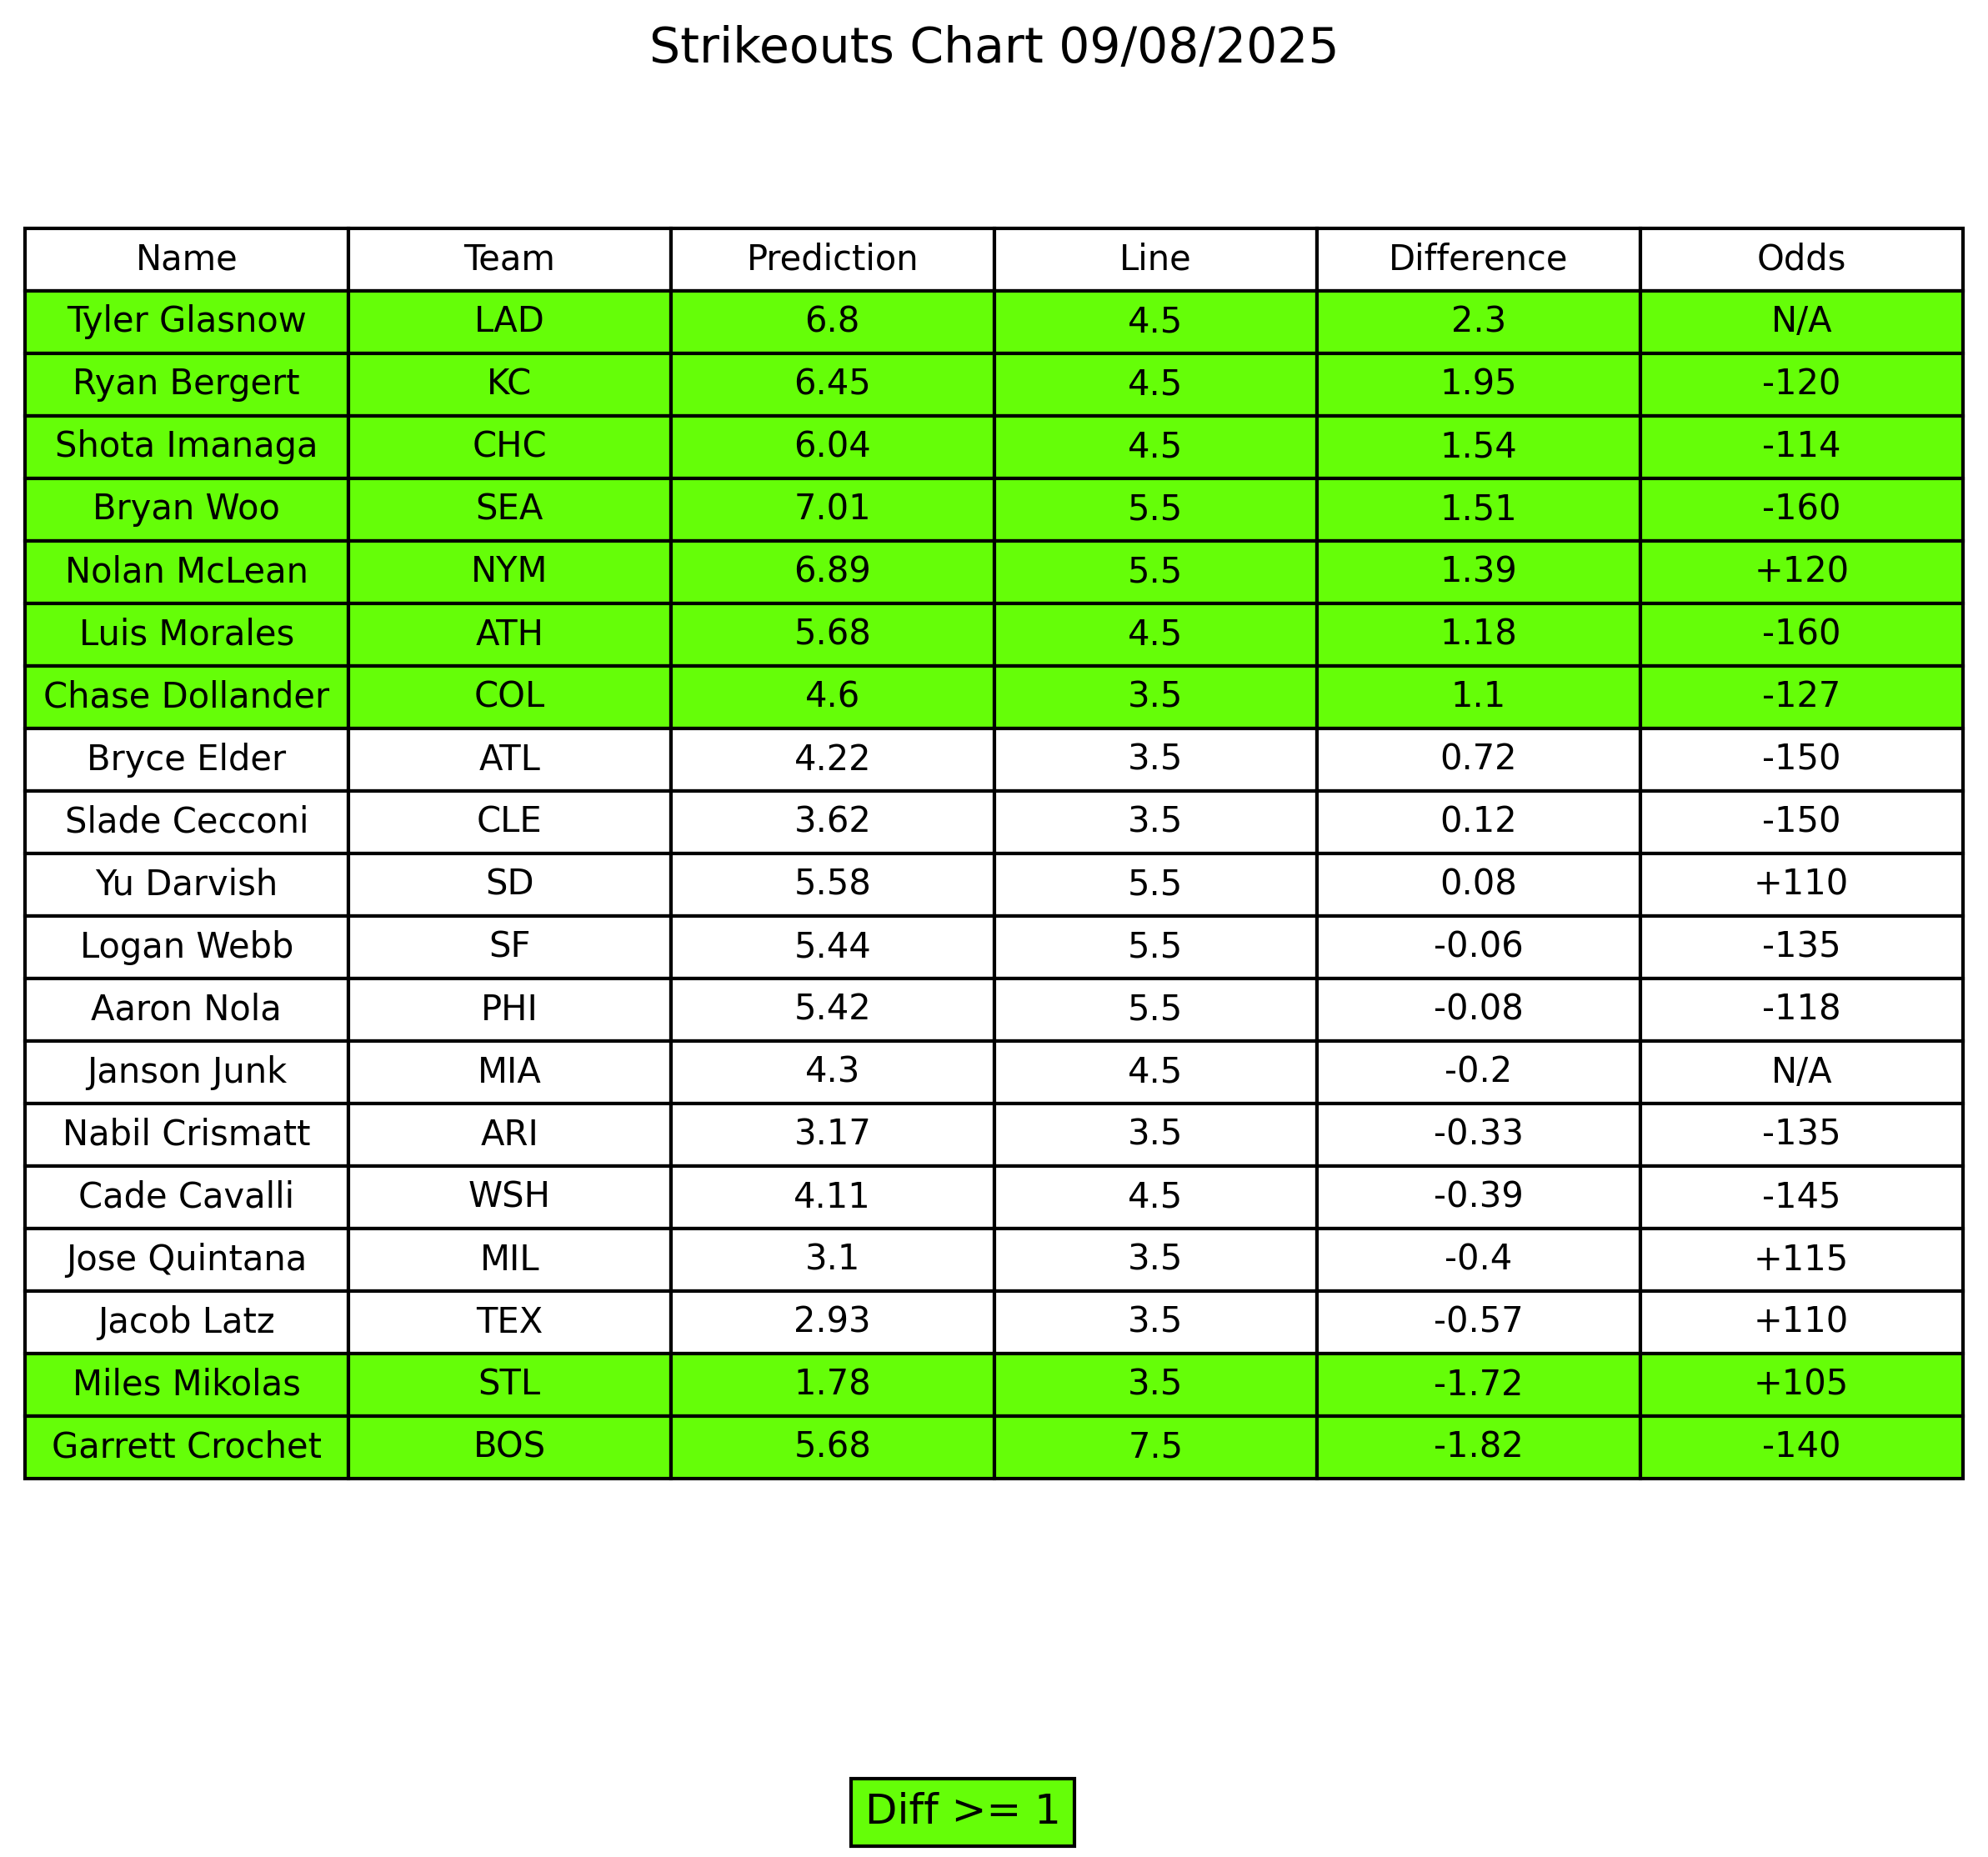 Strikeouts Chart 09/08/2025
Name Team Prediction Line Difference Odds
Tyler Glasnow LAD 6.8 4.5 2.3 N/A
Ryan Bergert KC 6.45 4.5 1.95 -120
Shota Imanaga CHC 6.04 4.5 1.54 -114
Bryan Woo SEA 7.01 5.5 1.51 -160
Nolan McLean NYM 6.89 5.5 1.39 +120
Luis Morales ATH 5.68 4.5 1.18 -160
Chase Dollander COL 4.6 3.5 1.1 -127
Bryce Elder ATL 4.22 3.5 0.72 -150
Slade Cecconi CLE 3.62 3.5 0.12 -150
Yu Darvish SD 5.58 5.5 0.08 +110
Logan Webb SF 5.44 5.5 -0.06 -135
Aaron Nola PHI 5.42 5.5 -0.08 -118
Janson Junk MIA 4.3 4.5 -0.2 N/A
Nabil Crismatt ARI 3.17 3.5 -0.33 -135
Cade Cavalli WSH 4.11 4.5 -0.39 -145
Jose Quintana MIL 3.1 3.5 -0.4 +115
Jacob Latz TEX 2.93 3.5 -0.57 +110
Miles Mikolas STL 1.78 3.5 -1.72 +105
Garrett Crochet BOS 5.68 7.5 -1.82 -140
Diff >= 1